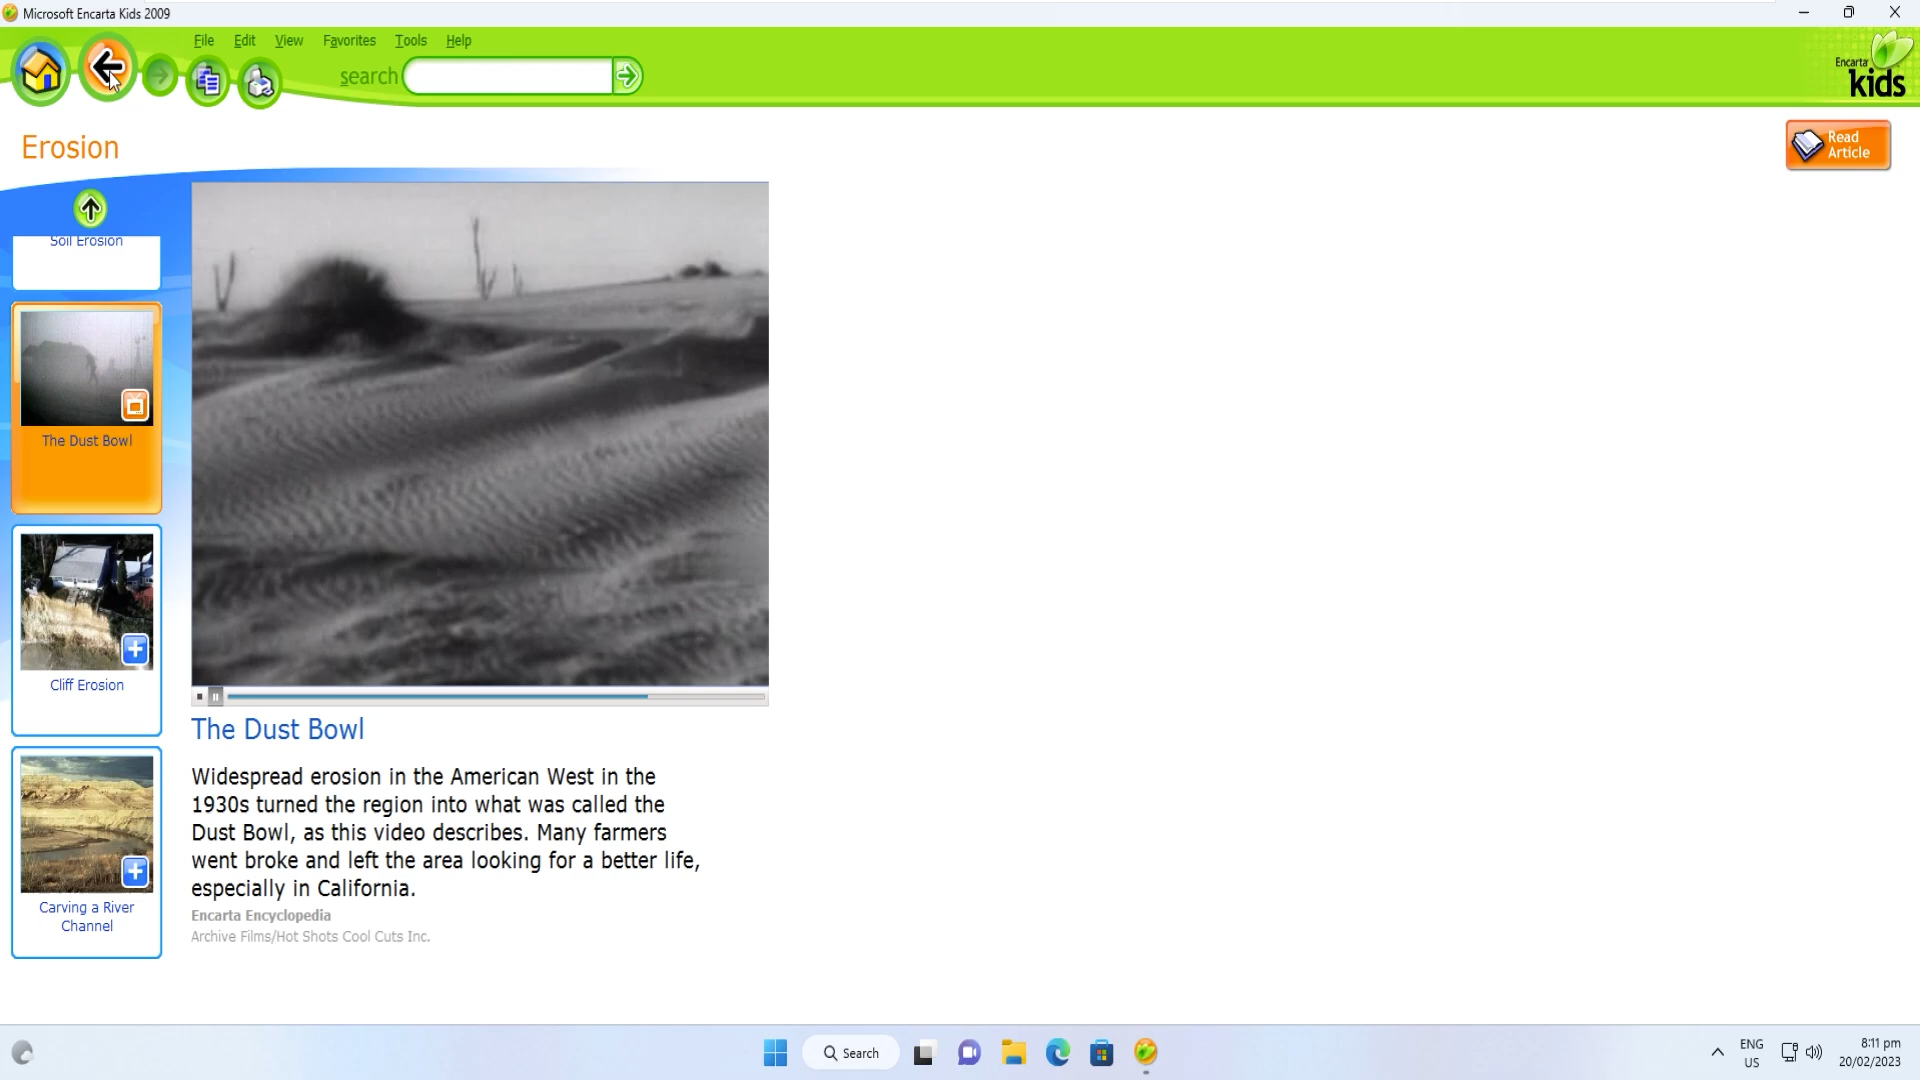 Microsoft Encarta Kids 2009
File Edit View Favorites Tools Help
search
Encarta
kids
Erosion
Read
Article
Soil Erosion
The Dust Bowl
Cliff Erosion
Carving a River
Channel
The Dust Bowl
Widespread erosion in the American West in the
1930s turned the region into what was called the
Dust Bowl, as this video describes. Many farmers
went broke and left the area looking for a better life,
especially in California.
Encarta Encyclopedia
Archive Films/Hot Shots Cool Cuts Inc.
Search
ENG
US
8:11 pm
20/02/2023